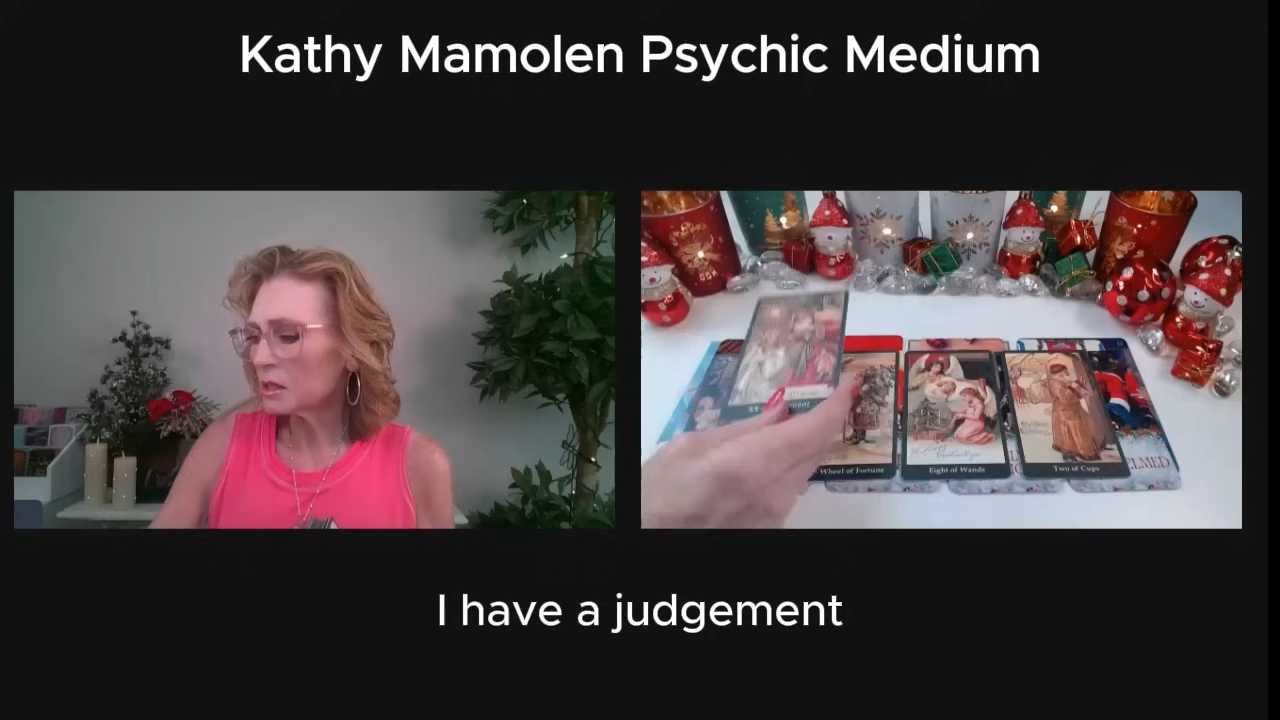 Kathy Mamolen Psychic Medium
Wheel of Fortune
Eight of Wands
Two of Cups
I have a judgement